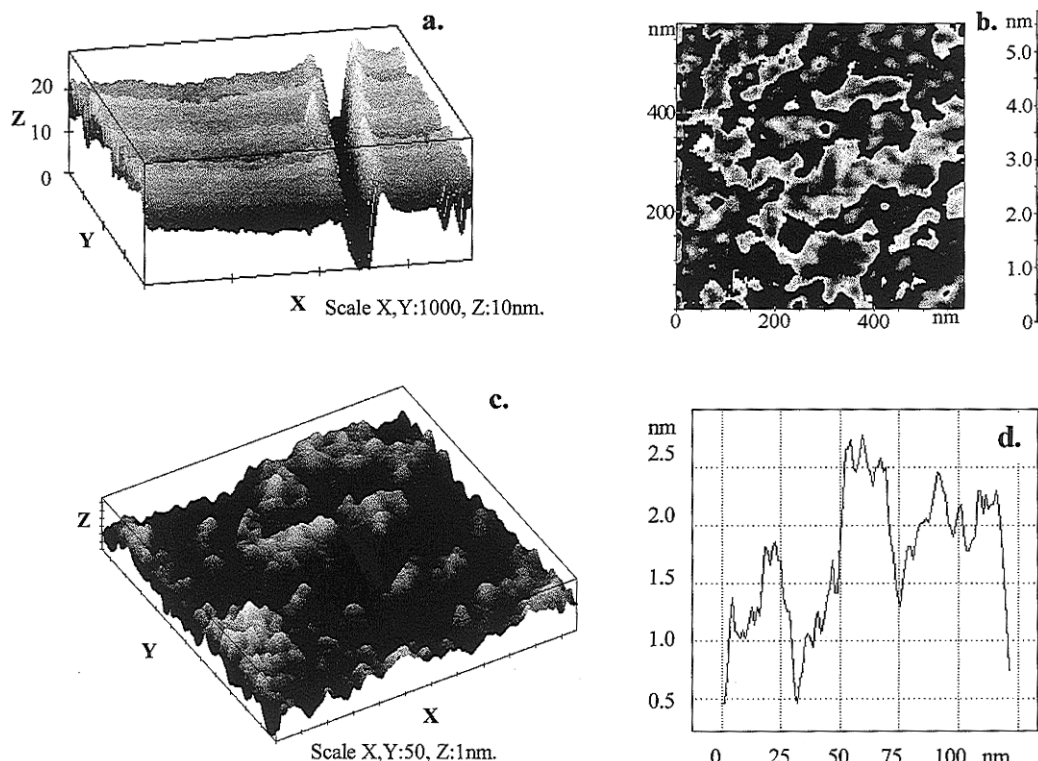 a.
20
Z
10
0
Y
X Scale X,Y:1000, Z:10nm.
b.
nm
nm
5.0
400
4.0
3.0
200
2.0
1.0
0
0 200 400 nm
c.
Z
Y
X
Scale X,Y:50, Z:1nm.
d.
nm
2.5
2.0
1.5
1.0
0.5
0 25 50 75 100 nm